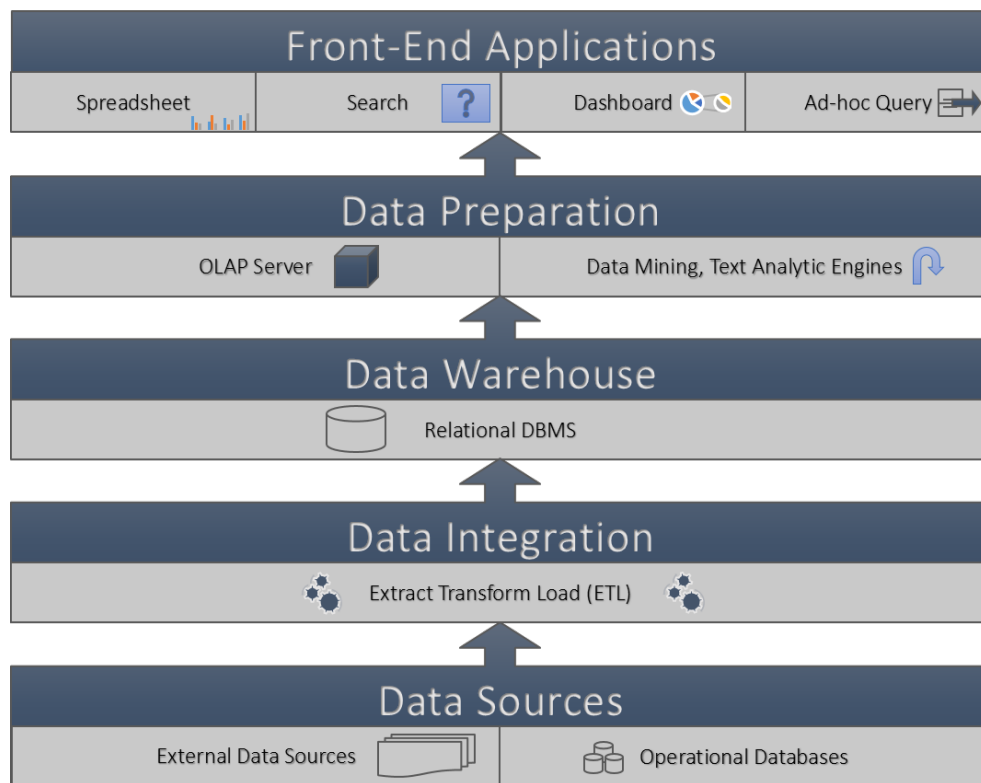 Front-End Applications
Spreadsheet
Search
?
Dashboard
Ad-hoc Query
Data Preparation
OLAP Server
Data Mining, Text Analytic Engines
Data Warehouse
Relational DBMS
Data Integration
Extract Transform Load (ETL)
Data Sources
External Data Sources
Operational Databases